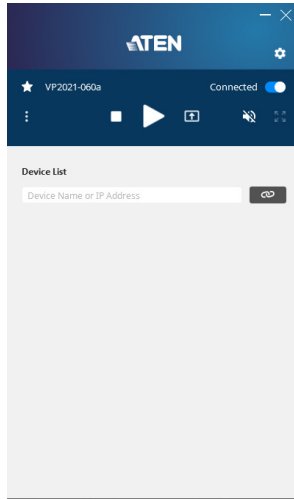 ATEN
VP2021-060a Connected
Device List
Device Name or IP Address